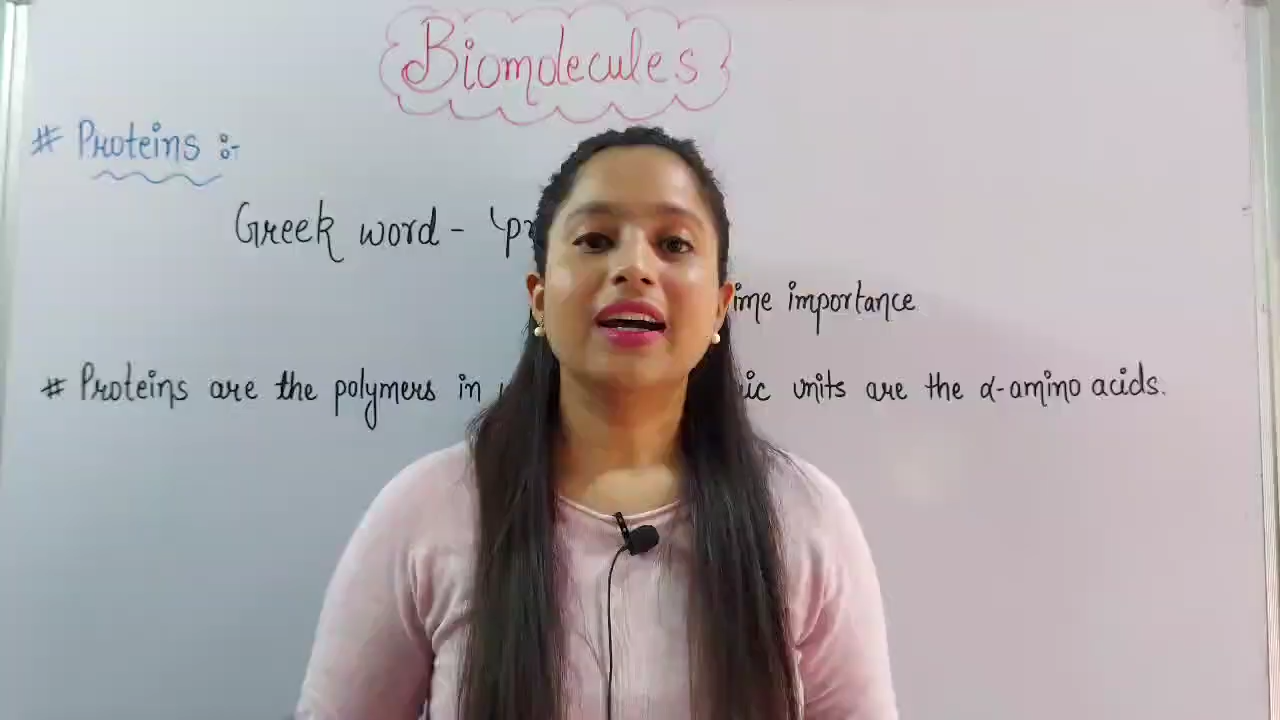 Biomolecules
# Proteins :-
Greek word - 'pr
ime importance
# Proteins are the polymers in ic units are the α-amino acids.